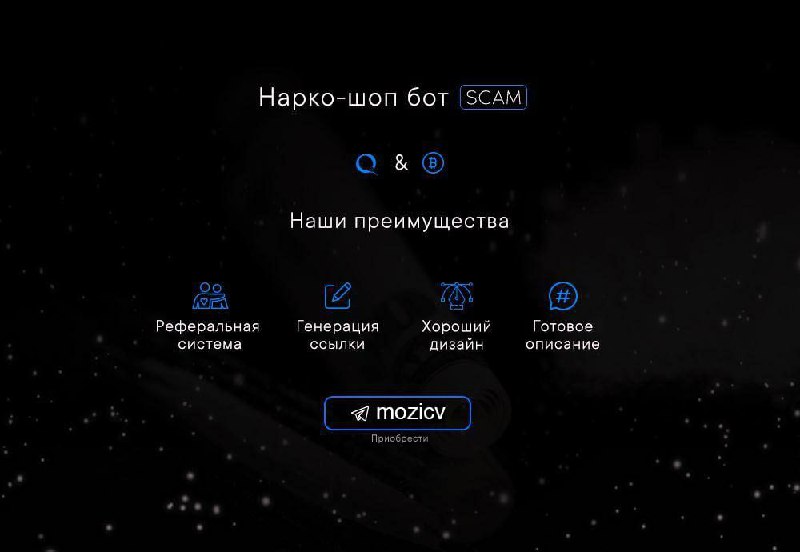 Нарко-шоп бот SCAM
&
Наши преимущества
Реферальная система
Генерация ссылки
Хороший дизайн
Готовое описание
mozicv
Приобрести